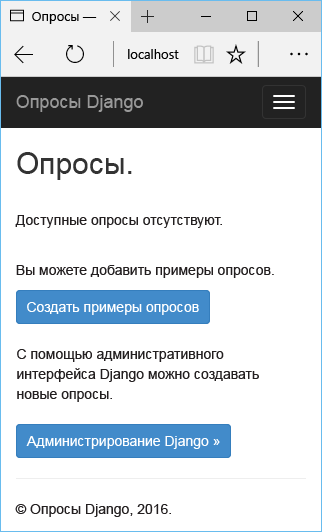 Опросы —
localhost
Опросы Django
Опросы.
Доступные опросы отсутствуют.
Вы можете добавить примеры опросов.
Создать примеры опросов
С помощью административного
интерфейса Django можно создавать
новые опросы.
Администрирование Django »
© Опросы Django, 2016.